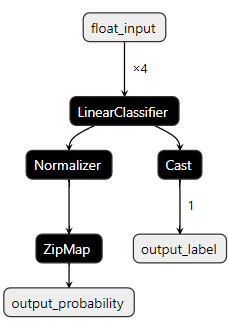 float_input
×4
LinearClassifier
Normalizer
Cast
1
ZipMap
output_label
output_probability